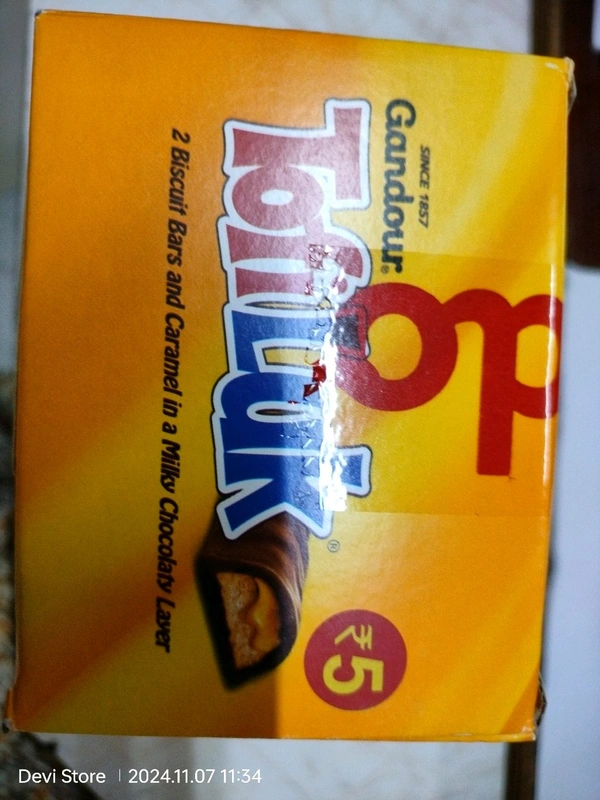 SINCE 1857
Gandour®
TofiLuk®
2 Biscuit Bars and Caramel in a Milky Chocolaty Layer
₹5
Devi Store | 2024.11.07 11:34